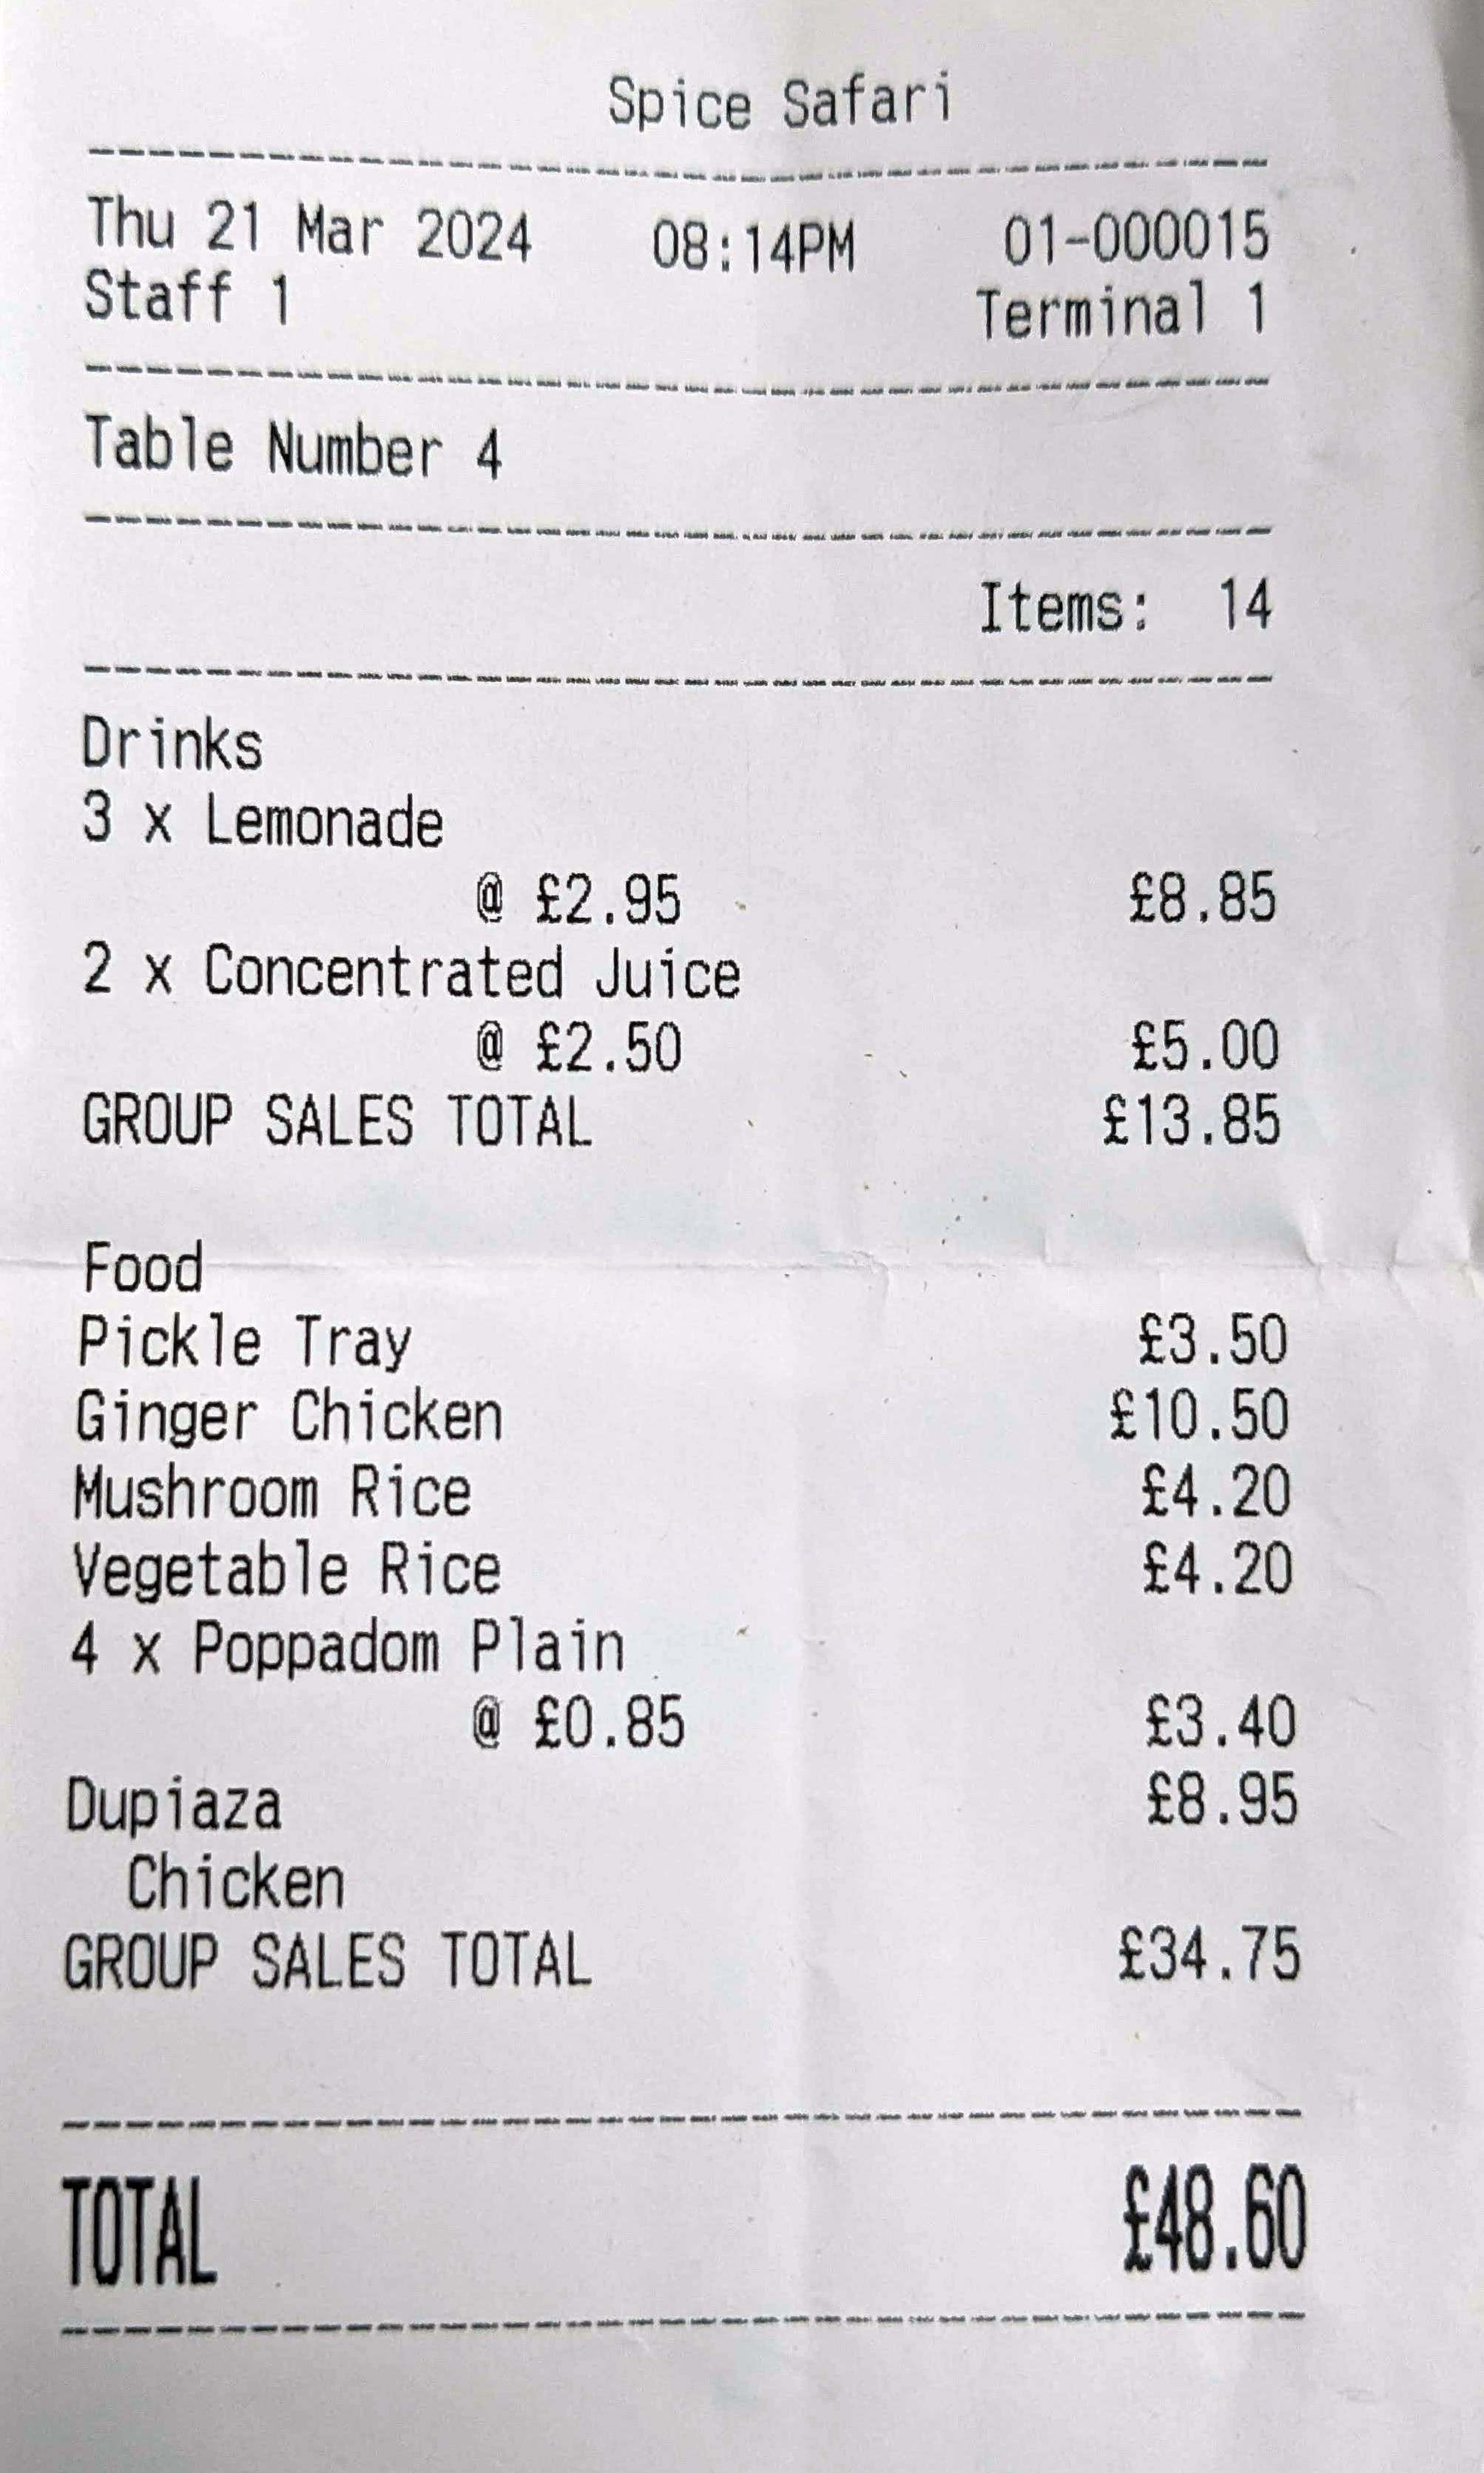 Spice Safari
Thu 21 Mar 2024 08:14PM 01-000015
Staff 1 Terminal 1
Table Number 4
Items: 14
Drinks
3 x Lemonade
@ £2.95 £8.85
2 x Concentrated Juice
@ £2.50 £5.00
GROUP SALES TOTAL £13.85
Food
Pickle Tray £3.50
Ginger Chicken £10.50
Mushroom Rice £4.20
Vegetable Rice £4.20
4 x Poppadom Plain
@ £0.85 £3.40
Dupiaza £8.95
Chicken
GROUP SALES TOTAL £34.75
TOTAL £48.60